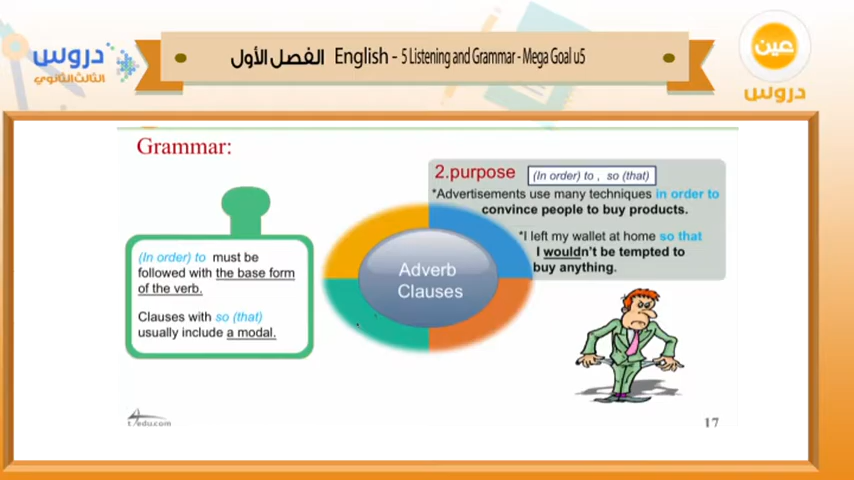 دروس
الثالث الثانوي
الفصل الأول English - 5 Listening and Grammar - Mega Goal u5
عين
دروس
Grammar:
2.purpose (In order) to , so (that)
*Advertisements use many techniques in order to
convince people to buy products.
*I left my wallet at home so that
I wouldn't be tempted to
buy anything.
(In order) to must be
followed with the base form
of the verb.
Clauses with so (that)
usually include a modal.
Adverb
Clauses
t4edu.com
17